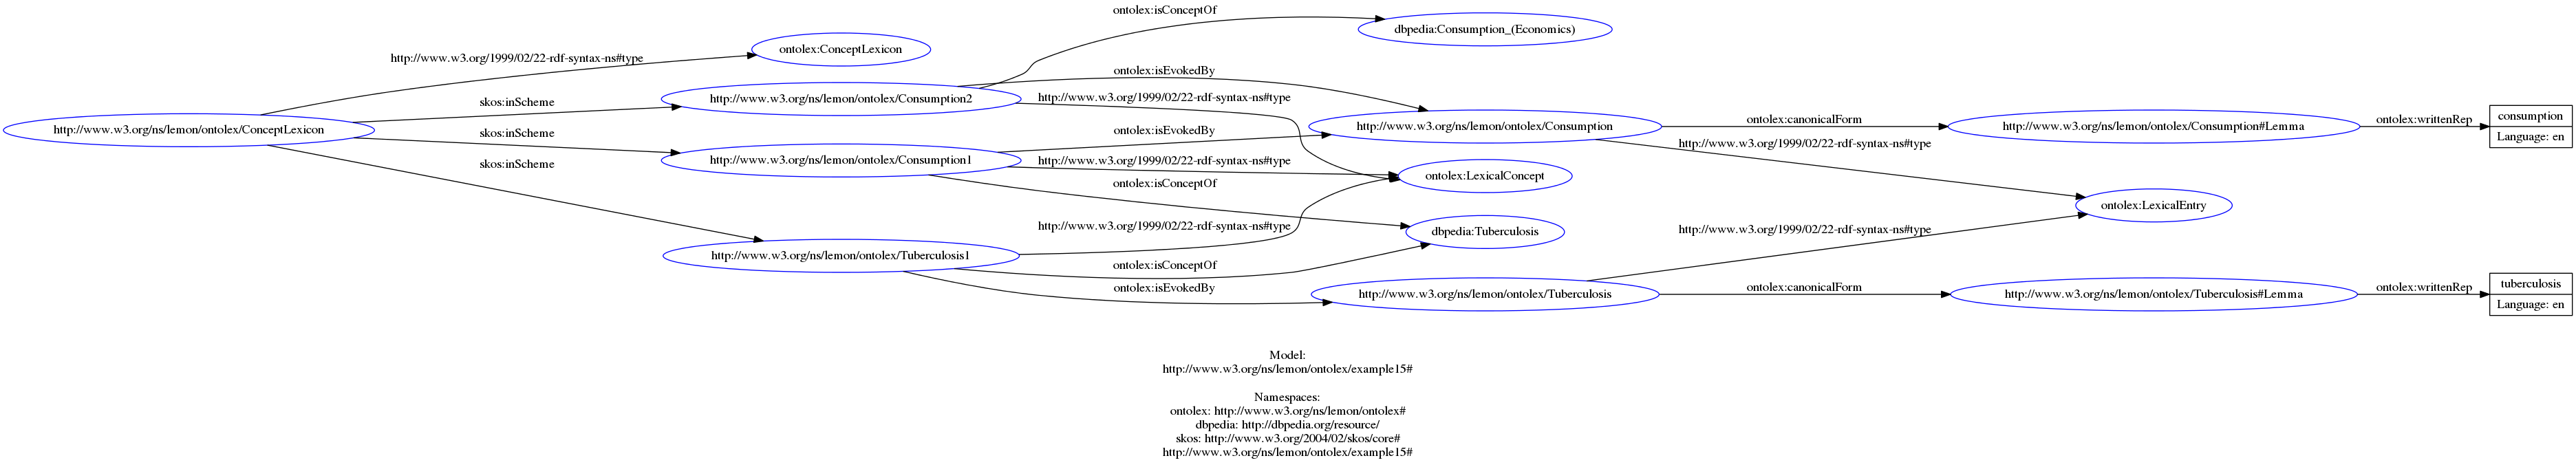 ontolex:isConceptOf
dbpedia:Consumption_(Economics)
ontolex:ConceptLexicon
http://www.w3.org/1999/02/22-rdf-syntax-ns#type
ontolex:isEvokedBy
skos:inScheme
http://www.w3.org/ns/lemon/ontolex/Consumption2
http://www.w3.org/1999/02/22-rdf-syntax-ns#type
consumption
ontolex:canonicalForm
ontolex:writtenRep
http://www.w3.org/ns/lemon/ontolex/ConceptLexicon
skos:inScheme
ontolex:isEvokedBy
http://www.w3.org/ns/lemon/ontolex/Consumption
http://www.w3.org/ns/lemon/ontolex/Consumption#Lemma
Language: en
http://www.w3.org/1999/02/22-rdf-syntax-ns#type
skos:inScheme
http://www.w3.org/ns/lemon/ontolex/Consumption1
http://www.w3.org/1999/02/22-rdf-syntax-ns#type
ontolex:LexicalConcept
ontolex:isConceptOf
ontolex:LexicalEntry
http://www.w3.org/1999/02/22-rdf-syntax-ns#type
dbpedia:Tuberculosis
http://www.w3.org/1999/02/22-rdf-syntax-ns#type
http://www.w3.org/ns/lemon/ontolex/Tuberculosis1
ontolex:isConceptOf
ontolex:isEvokedBy
http://www.w3.org/ns/lemon/ontolex/Tuberculosis
ontolex:canonicalForm
http://www.w3.org/ns/lemon/ontolex/Tuberculosis#Lemma
ontolex:writtenRep
tuberculosis
Language: en
Model:
http://www.w3.org/ns/lemon/ontolex/example15#
Namespaces:
ontolex: http://www.w3.org/ns/lemon/ontolex#
dbpedia: http://dbpedia.org/resource/
skos: http://www.w3.org/2004/02/skos/core#
http://www.w3.org/ns/lemon/ontolex/example15#